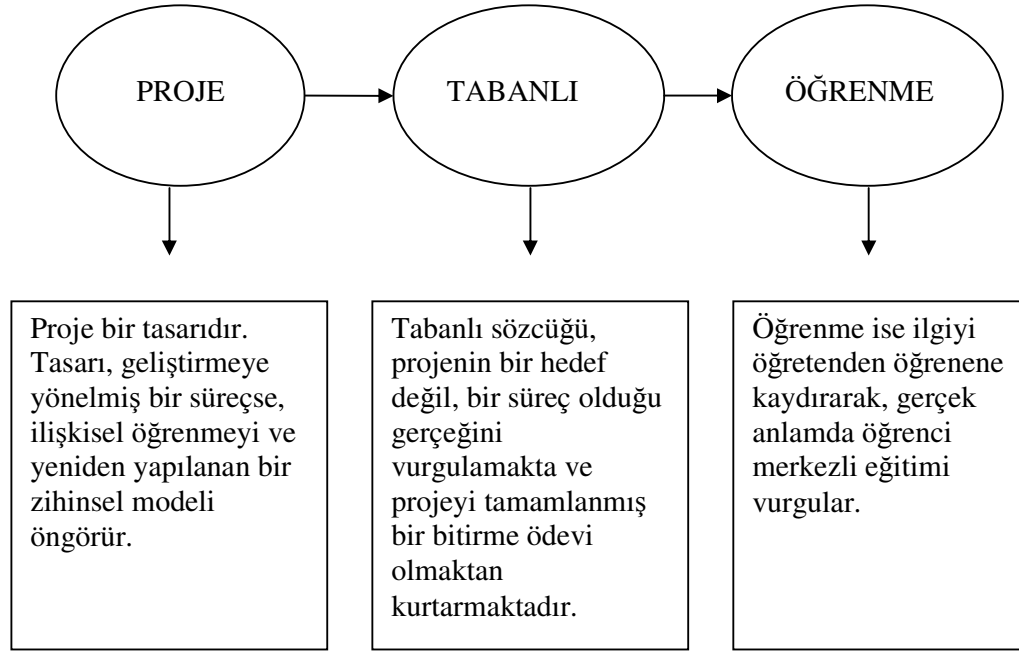 PROJE
TABANLI
ÖĞRENME
Proje bir tasarıdır.
Tasarı, geliştirmeye
yönelmiş bir süreçse,
ilişkisel öğrenmeyi ve
yeniden yapılanan bir
zihinsel modeli
öngörür.
Tabanlı sözcüğü,
projenin bir hedef
değil, bir süreç olduğu
gerçeğini
vurgulamakta ve
projeyi tamamlanmış
bir bitirme ödevi
olmaktan
kurtarmaktadır.
Öğrenme ise ilgiyi
öğretenden öğrenene
kaydırarak, gerçek
anlamda öğrenci
merkezli eğitimi
vurgular.